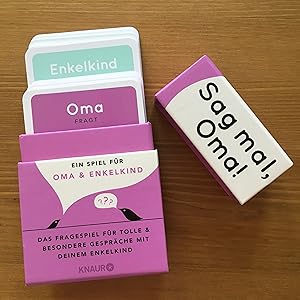 Enkelkind
Oma
FRAGT
EIN SPIEL FÜR
OMA & ENKELKIND
???
DAS FRAGESPIEL FÜR TOLLE &
BESONDERE GESPRÄCHE MIT
DEINEM ENKELKIND
KNAUR
Sag mal,
Oma!